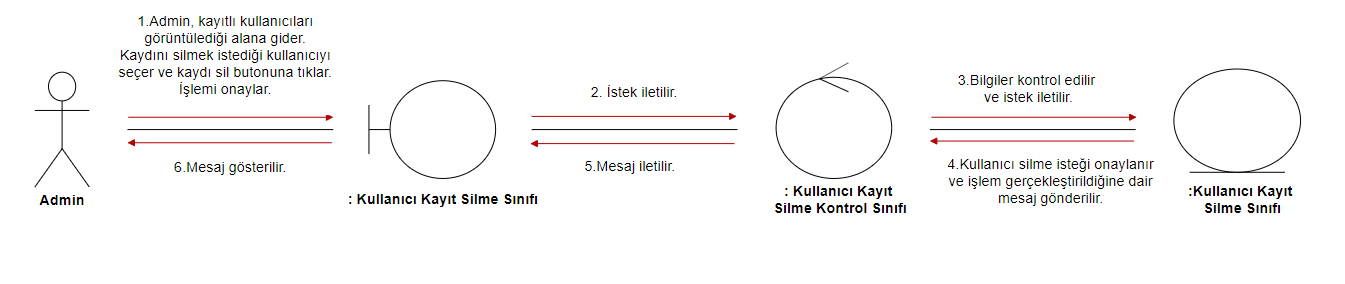 1.Admin, kayıtlı kullanıcıları
görüntülediği alana gider.
Kaydını silmek istediği kullanıcıyı
seçer ve kaydı sil butonuna tıklar.
İşlemi onaylar.
6.Mesaj gösterilir.
Admin
: Kullanıcı Kayıt Silme Sınıfı
2. İstek iletilir.
5.Mesaj iletilir.
: Kullanıcı Kayıt
Silme Kontrol Sınıfı
3.Bilgiler kontrol edilir
ve istek iletilir.
4.Kullanıcı silme isteği onaylanır
ve işlem gerçekleştirildiğine dair
mesaj gönderilir.
:Kullanıcı Kayıt
Silme Sınıfı